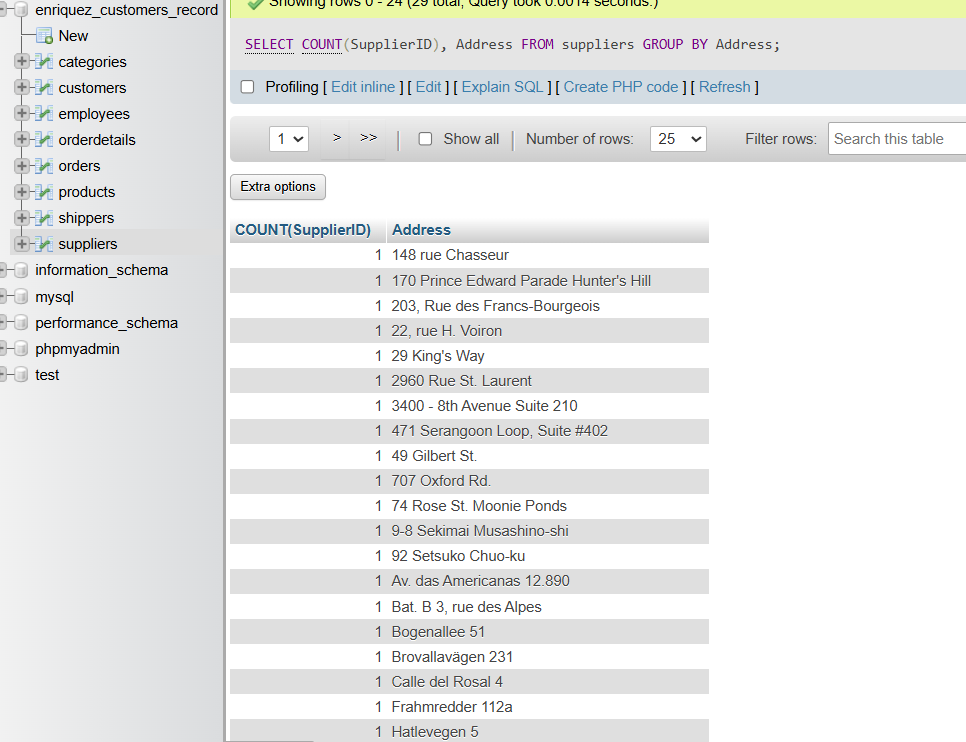 enriquez_customers_record
New
categories
customers
employees
orderdetails
orders
products
shippers
suppliers
information_schema
mysql
performance_schema
phpmyadmin
test
Showing rows 0 - 24 (29 total, Query took 0.0014 seconds.)
SELECT COUNT(SupplierID), Address FROM suppliers GROUP BY Address;
Profiling [ Edit inline ] [ Edit ] [ Explain SQL ] [ Create PHP code ] [ Refresh ]
1 > >> | Show all | Number of rows: 25 Filter rows: Search this table
Extra options
COUNT(SupplierID) Address
1 148 rue Chasseur
1 170 Prince Edward Parade Hunter's Hill
1 203, Rue des Francs-Bourgeois
1 22, rue H. Voiron
1 29 King's Way
1 2960 Rue St. Laurent
1 3400 - 8th Avenue Suite 210
1 471 Serangoon Loop, Suite #402
1 49 Gilbert St.
1 707 Oxford Rd.
1 74 Rose St. Moonie Ponds
1 9-8 Sekimai Musashino-shi
1 92 Setsuko Chuo-ku
1 Av. das Americanas 12.890
1 Bat. B 3, rue des Alpes
1 Bogenallee 51
1 Brovallavägen 231
1 Calle del Rosal 4
1 Frahmredder 112a
1 Hatlevegen 5